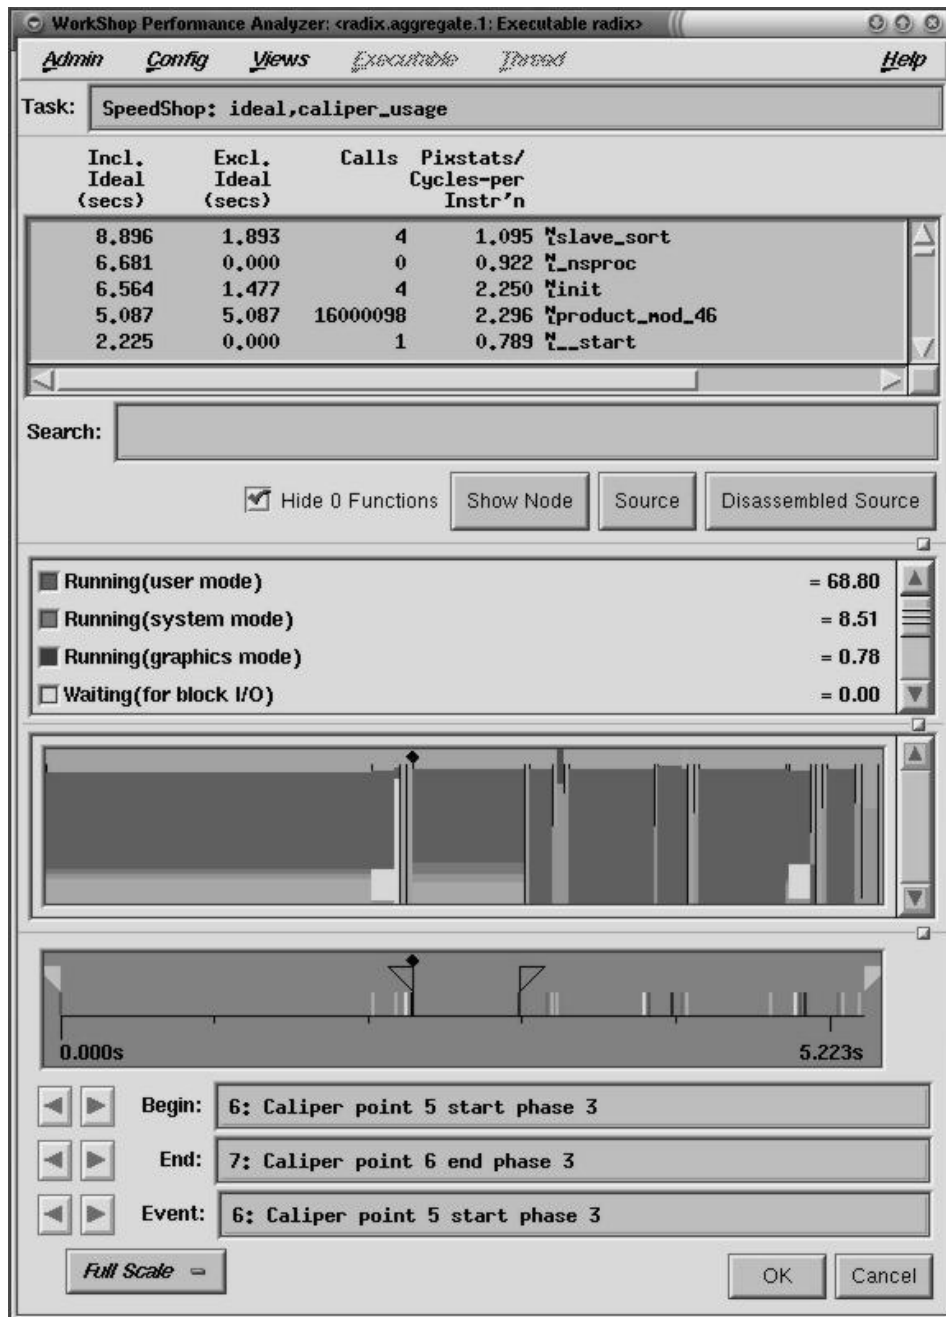 WorkShop Performance Analyzer: <radix.aggregate.1: Executable radix>
Admin Config Views Executable Thread Help
Task: SpeedShop: ideal,caliper_usage
Incl. Excl. Calls Pixstats/
Ideal Ideal Cycles-per
(secs) (secs) Instr'n
8.896 1.893 4 1.095 slave_sort
6.681 0.000 0 0.922 _nsproc
6.564 1.477 4 2.250 init
5.087 5.087 16000098 2.296 product_mod_46
2.225 0.000 1 0.789 __start
Search:
Hide 0 Functions Show Node Source Disassembled Source
Running(user mode) = 68.80
Running(system mode) = 8.51
Running(graphics mode) = 0.78
Waiting(for block I/O) = 0.00
0.000s 5.223s
Begin: 6: Caliper point 5 start phase 3
End: 7: Caliper point 6 end phase 3
Event: 6: Caliper point 5 start phase 3
Full Scale
OK Cancel